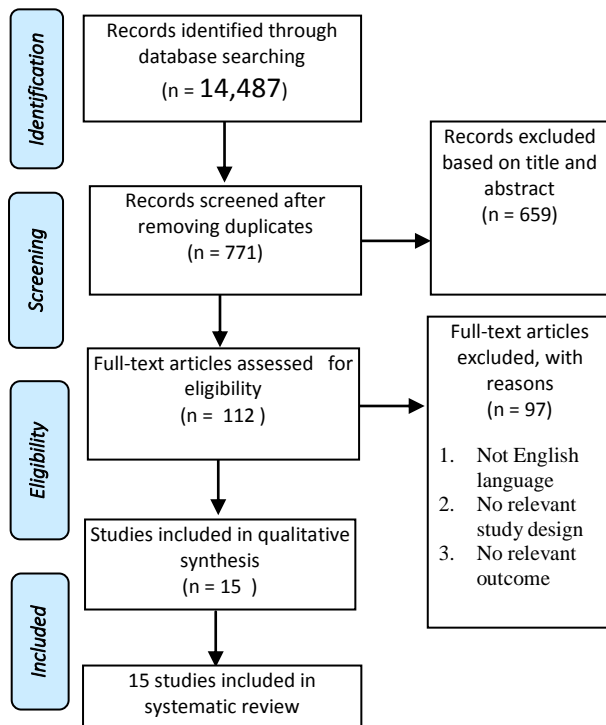 Identification
Records identified through
database searching
(n = 14,487)
Records excluded
based on title and
abstract
(n = 659)
Screening
Records screened after
removing duplicates
(n = 771)
Full-text articles
excluded, with
reasons
(n = 97)
1. Not English
language
2. No relevant
study design
3. No relevant
outcome
Eligibility
Full-text articles assessed for
eligibility
(n = 112 )
Studies included in qualitative
synthesis
(n = 15 )
Included
15 studies included in
systematic review